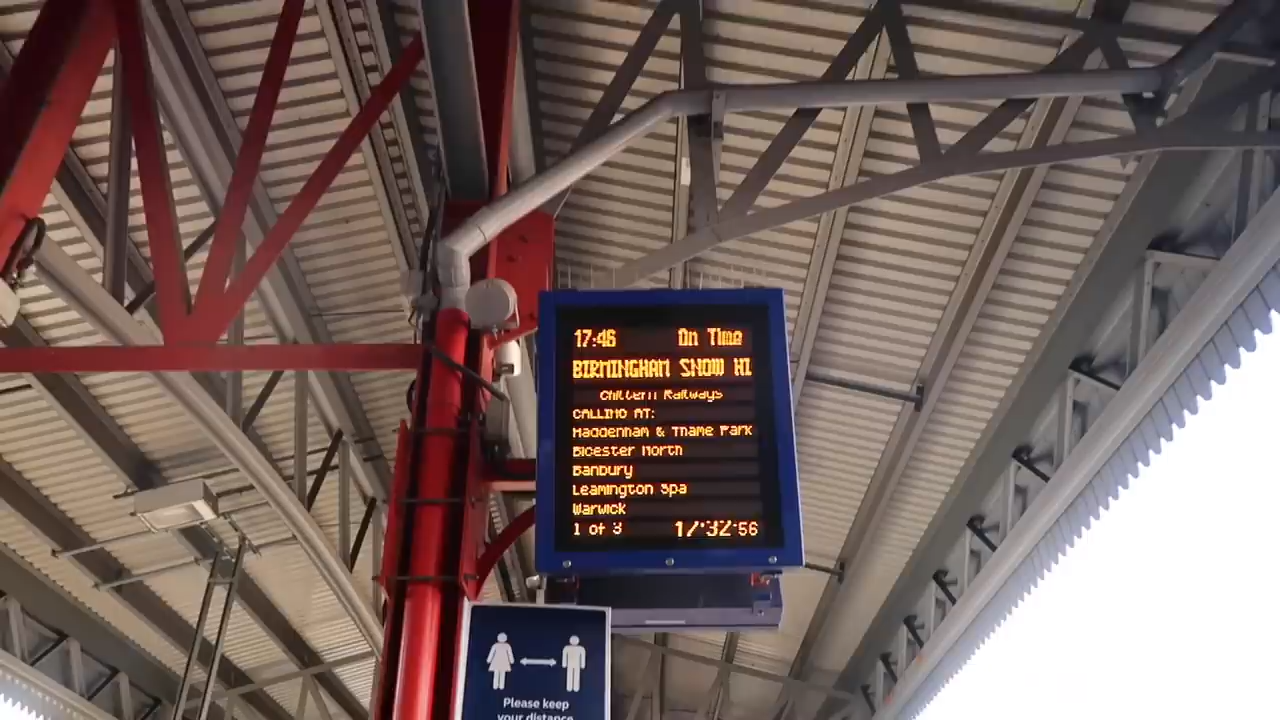 17:46 On Time
BIRMINGHAM SNOW HI
Chiltern Railways
CALLING AT:
Haddenham & Thame Park
Bicester North
Banbury
Leamington Spa
Warwick
1 of 3 17:32:56
Please keep
your distance